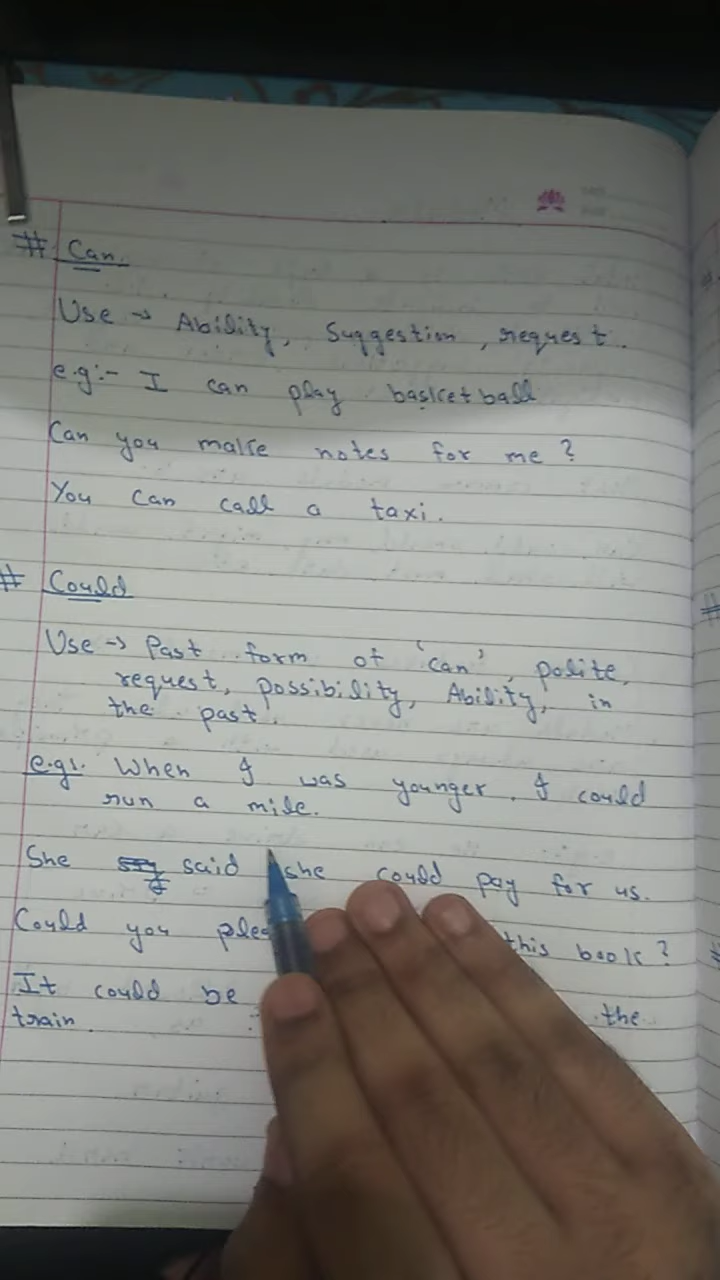 # Can.
Use → Ability, Suggestion, request.
e.g:- I can play basketball
Can you make notes for me?
You can call a taxi.
# Could
Use → Past form of 'can', polite,
request, possibility, Ability, in
the past.
e.g:. When I was younger. I could
run a mile.
She said she could pay for us.
Could you this book?
It could be the
train.